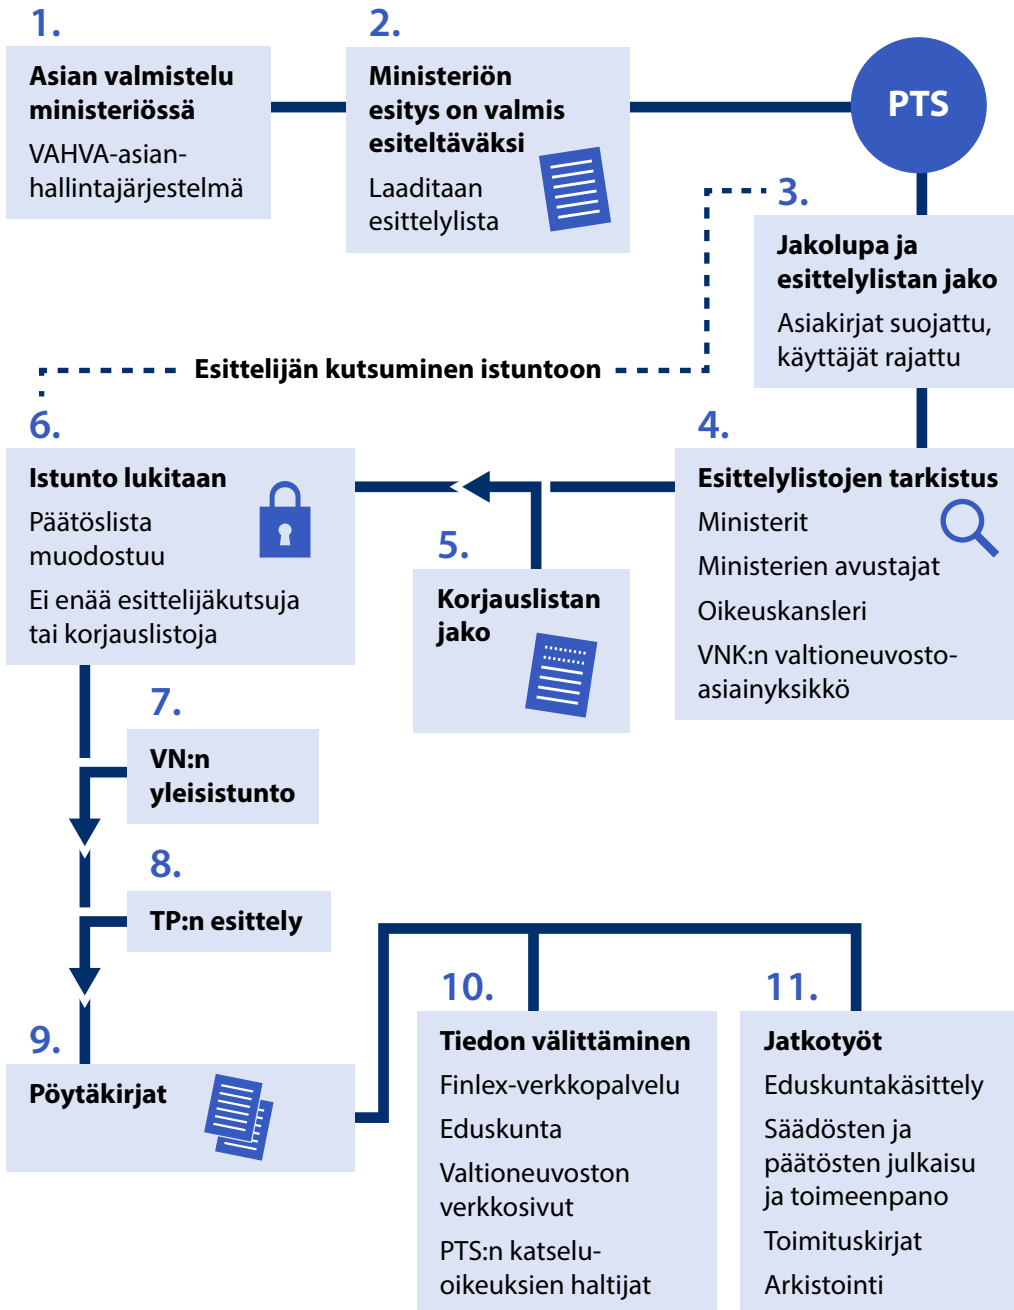 1.
Asian valmistelu
ministeriössä
VAHVA-asian-
hallintajärjestelmä
2.
Ministeriön
esitys on valmis
esiteltäväksi
Laaditaan
esittelylista
PTS
3.
Jakolupa ja
esittelylistan jako
Asiakirjat suojattu,
käyttäjät rajattu
Esittelijän kutsuminen istuntoon
4.
Esittelylistojen tarkistus
Ministerit
Ministerien avustajat
Oikeuskansleri
VNK:n valtioneuvosto-
asiainyksikkö
5.
Korjauslistan
jako
6.
Istunto lukitaan
Päätöslista
muodostuu
Ei enää esittelijäkutsuja
tai korjauslistoja
7.
VN:n
yleisistunto
8.
TP:n esittely
9.
Pöytäkirjat
10.
Tiedon välittäminen
Finlex-verkkopalvelu
Eduskunta
Valtioneuvoston
verkkosivut
PTS:n katselu-
oikeuksien haltijat
11.
Jatkotyöt
Eduskuntakäsittely
Säädösten ja
päätösten julkaisu
ja toimeenpano
Toimituskirjat
Arkistointi